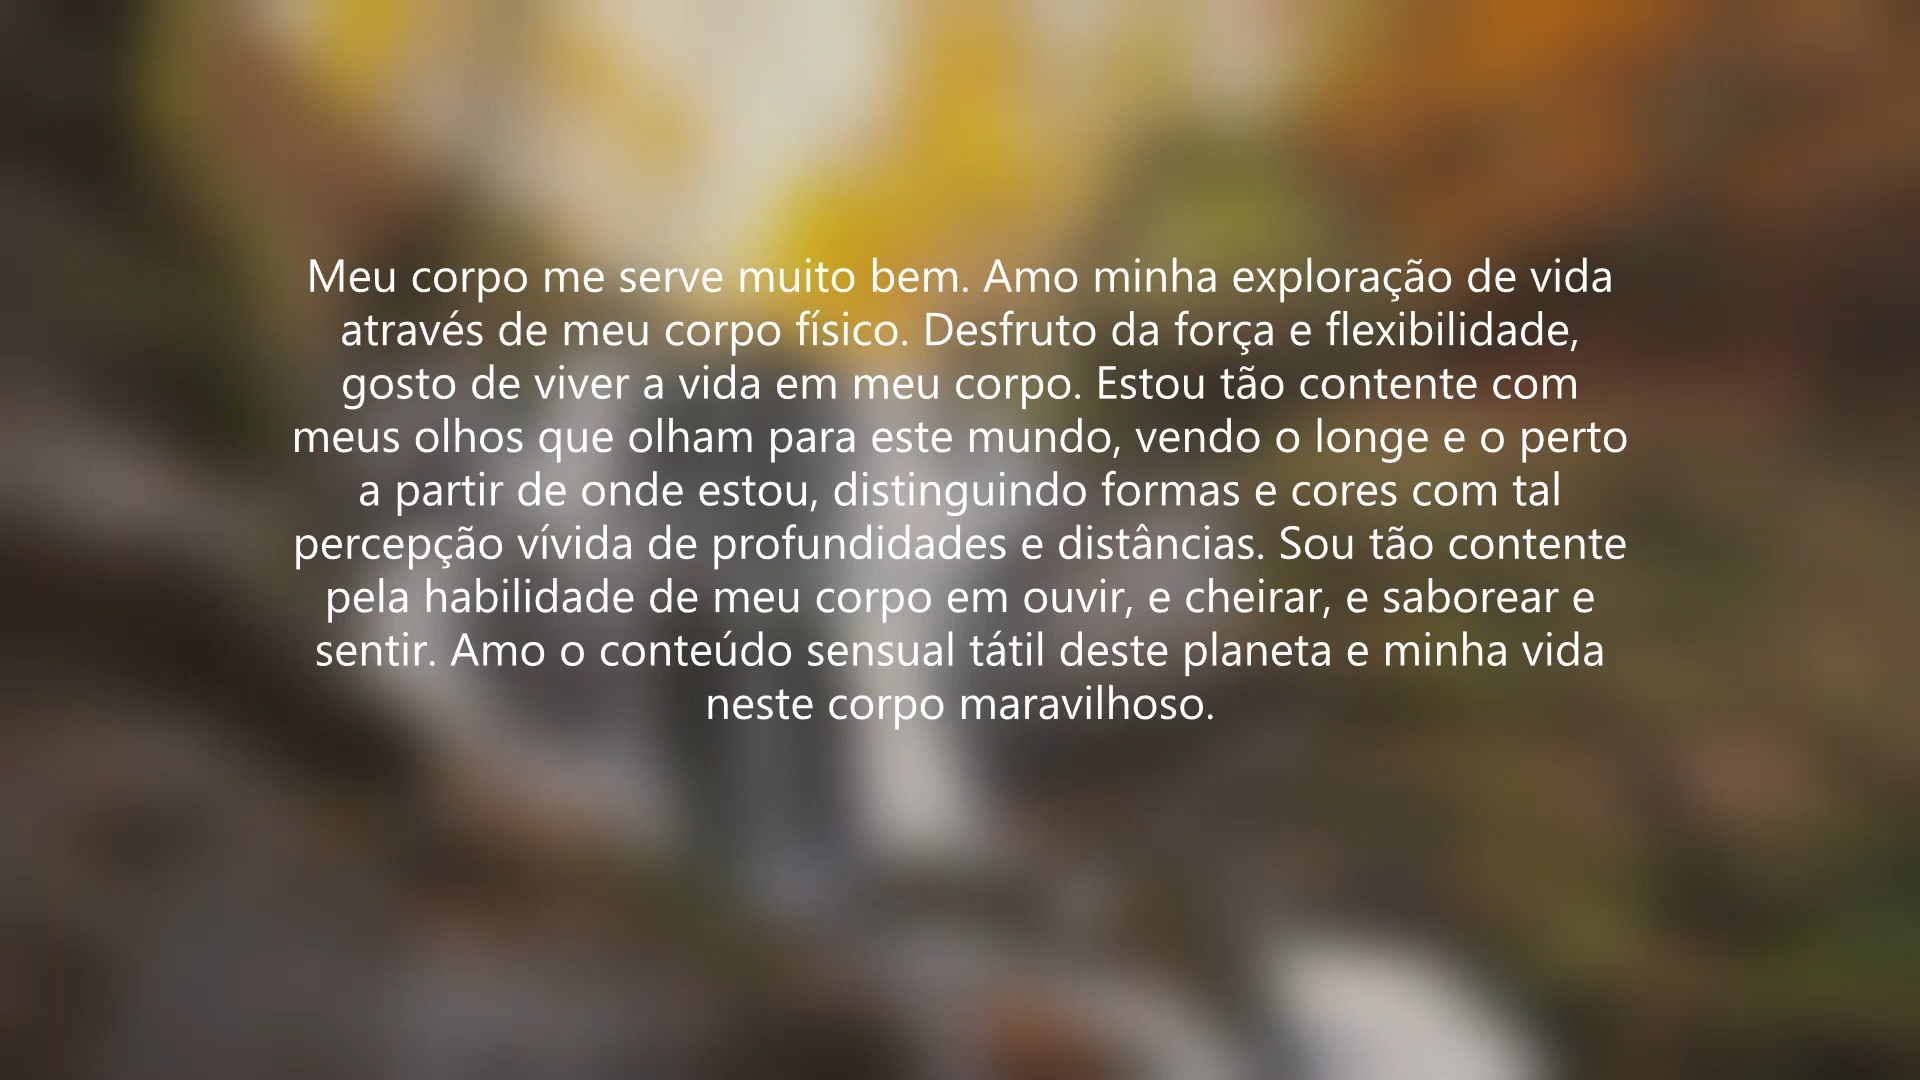 Meu corpo me serve muito bem. Amo minha exploração de vida
através de meu corpo físico. Desfruto da força e flexibilidade,
gosto de viver a vida em meu corpo. Estou tão contente com
meus olhos que olham para este mundo, vendo o longe e o perto
a partir de onde estou, distinguindo formas e cores com tal
percepção vívida de profundidades e distâncias. Sou tão contente
pela habilidade de meu corpo em ouvir, e cheirar, e saborear e
sentir. Amo o conteúdo sensual tátil deste planeta e minha vida
neste corpo maravilhoso.